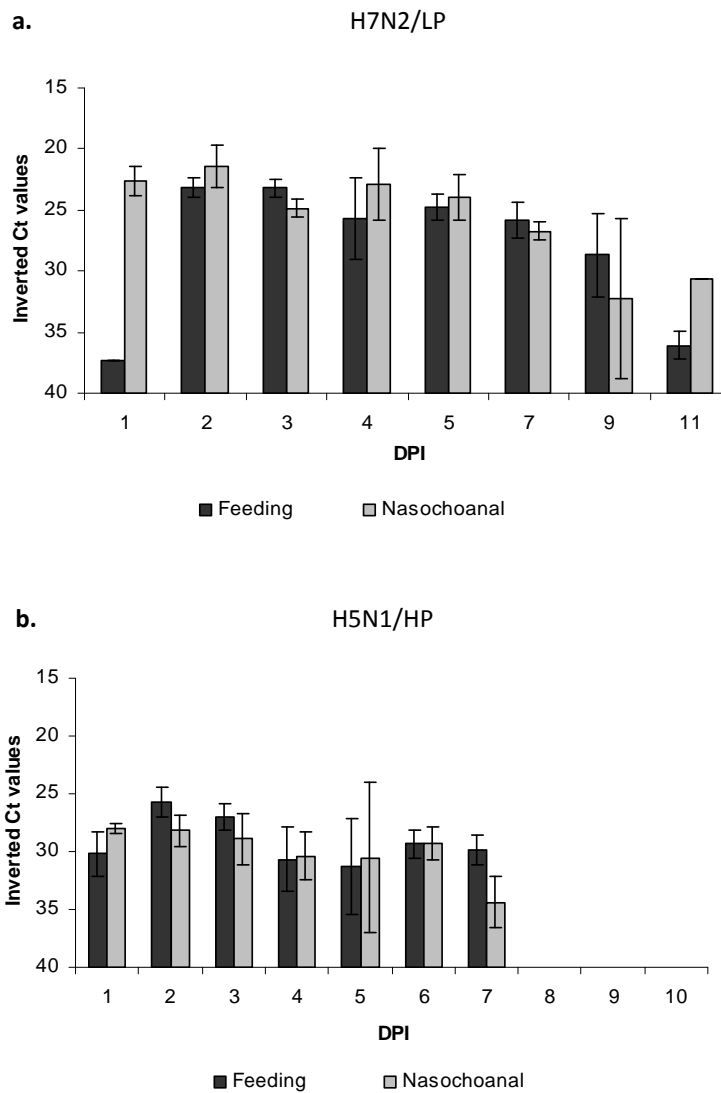 a. H7N2/LP
Inverted Ct values
15
20
25
30
35
40
1 2 3 4 5 7 9 11
DPI
Feeding Nasochoanal
b. H5N1/HP
Inverted Ct values
15
20
25
30
35
40
1 2 3 4 5 6 7 8 9 10
DPI
Feeding Nasochoanal